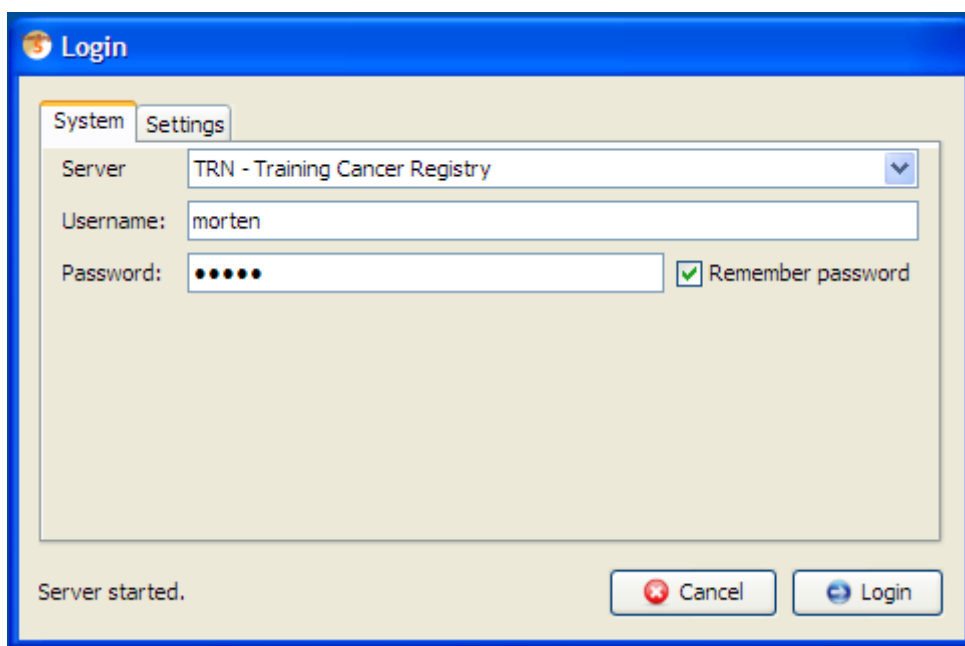 Login
System Settings
Server TRN - Training Cancer Registry
Username: morten
Password: ●●●●● Remember password
Server started. Cancel Login